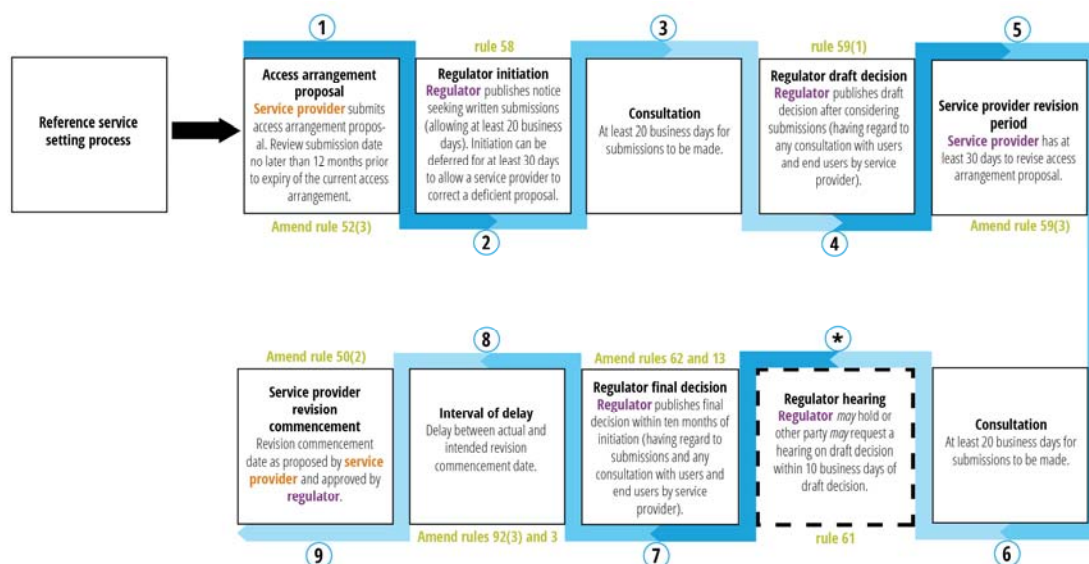 1
3
5
rule 58
rule 59(1)
Reference service
setting process
Access arrangement
proposal
Service provider submits
access arrangement propos-
al. Review submission date
no later than 12 months prior
to expiry of the current access
arrangement.
Regulator initiation
Regulator publishes notice
seeking written submissions
(allowing at least 20 business
days). Initiation can be
deferred for at least 30 days
to allow a service provider to
correct a deficient proposal.
Consultation
At least 20 business days for
submissions to be made.
Regulator draft decision
Regulator publishes draft
decision after considering
submissions (having regard to
any consultation with users
and end users by service
provider).
Service provider revision
period
Service provider has at
least 30 days to revise access
arrangement proposal.
Amend rule 52(3)
Amend rule 59(3)
2
4
8
*
Amend rule 50(2)
Amend rules 62 and 13
Service provider
revision
commencement
Revision commencement
date as proposed by service
provider and approved by
regulator.
Interval of delay
Delay between actual and
intended revision
commencement date.
Regulator final decision
Regulator publishes final
decision within ten months of
initiation (having regard to
submissions and any
consultation with users and
end users by service
provider).
Regulator hearing
Regulator may hold or
other party may request a
hearing on draft decision
within 10 business days of
draft decision.
Consultation
At least 20 business days for
submissions to be made.
Amend rules 92(3) and 3
rule 61
9
7
6